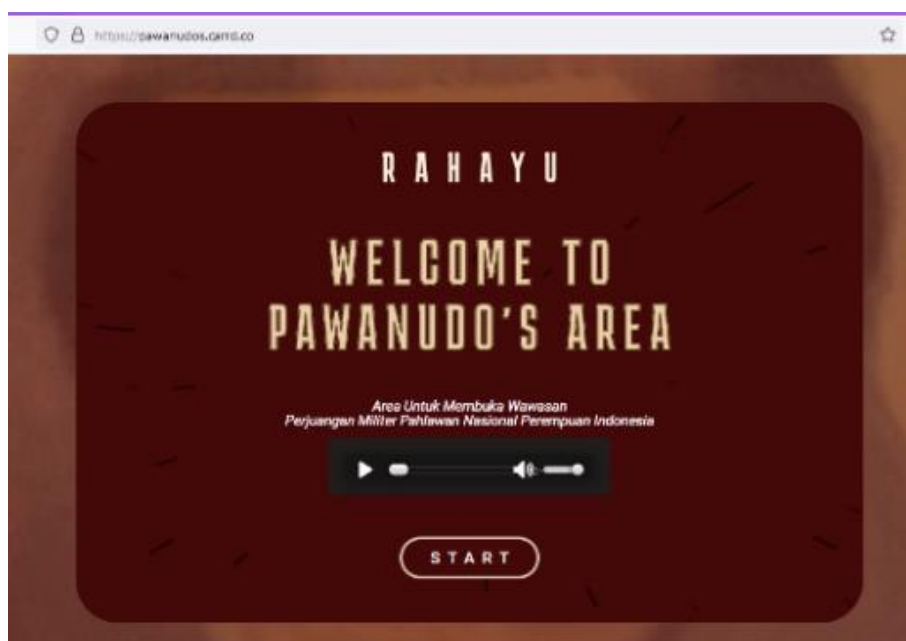 https://pawanudos.carrd.co
RAHAYU
WELCOME TO
PAWANUDO'S AREA
Area Untuk Membuka Wawasan
Perjuangan Militer Pahlawan Nasional Perempuan Indonesia
START